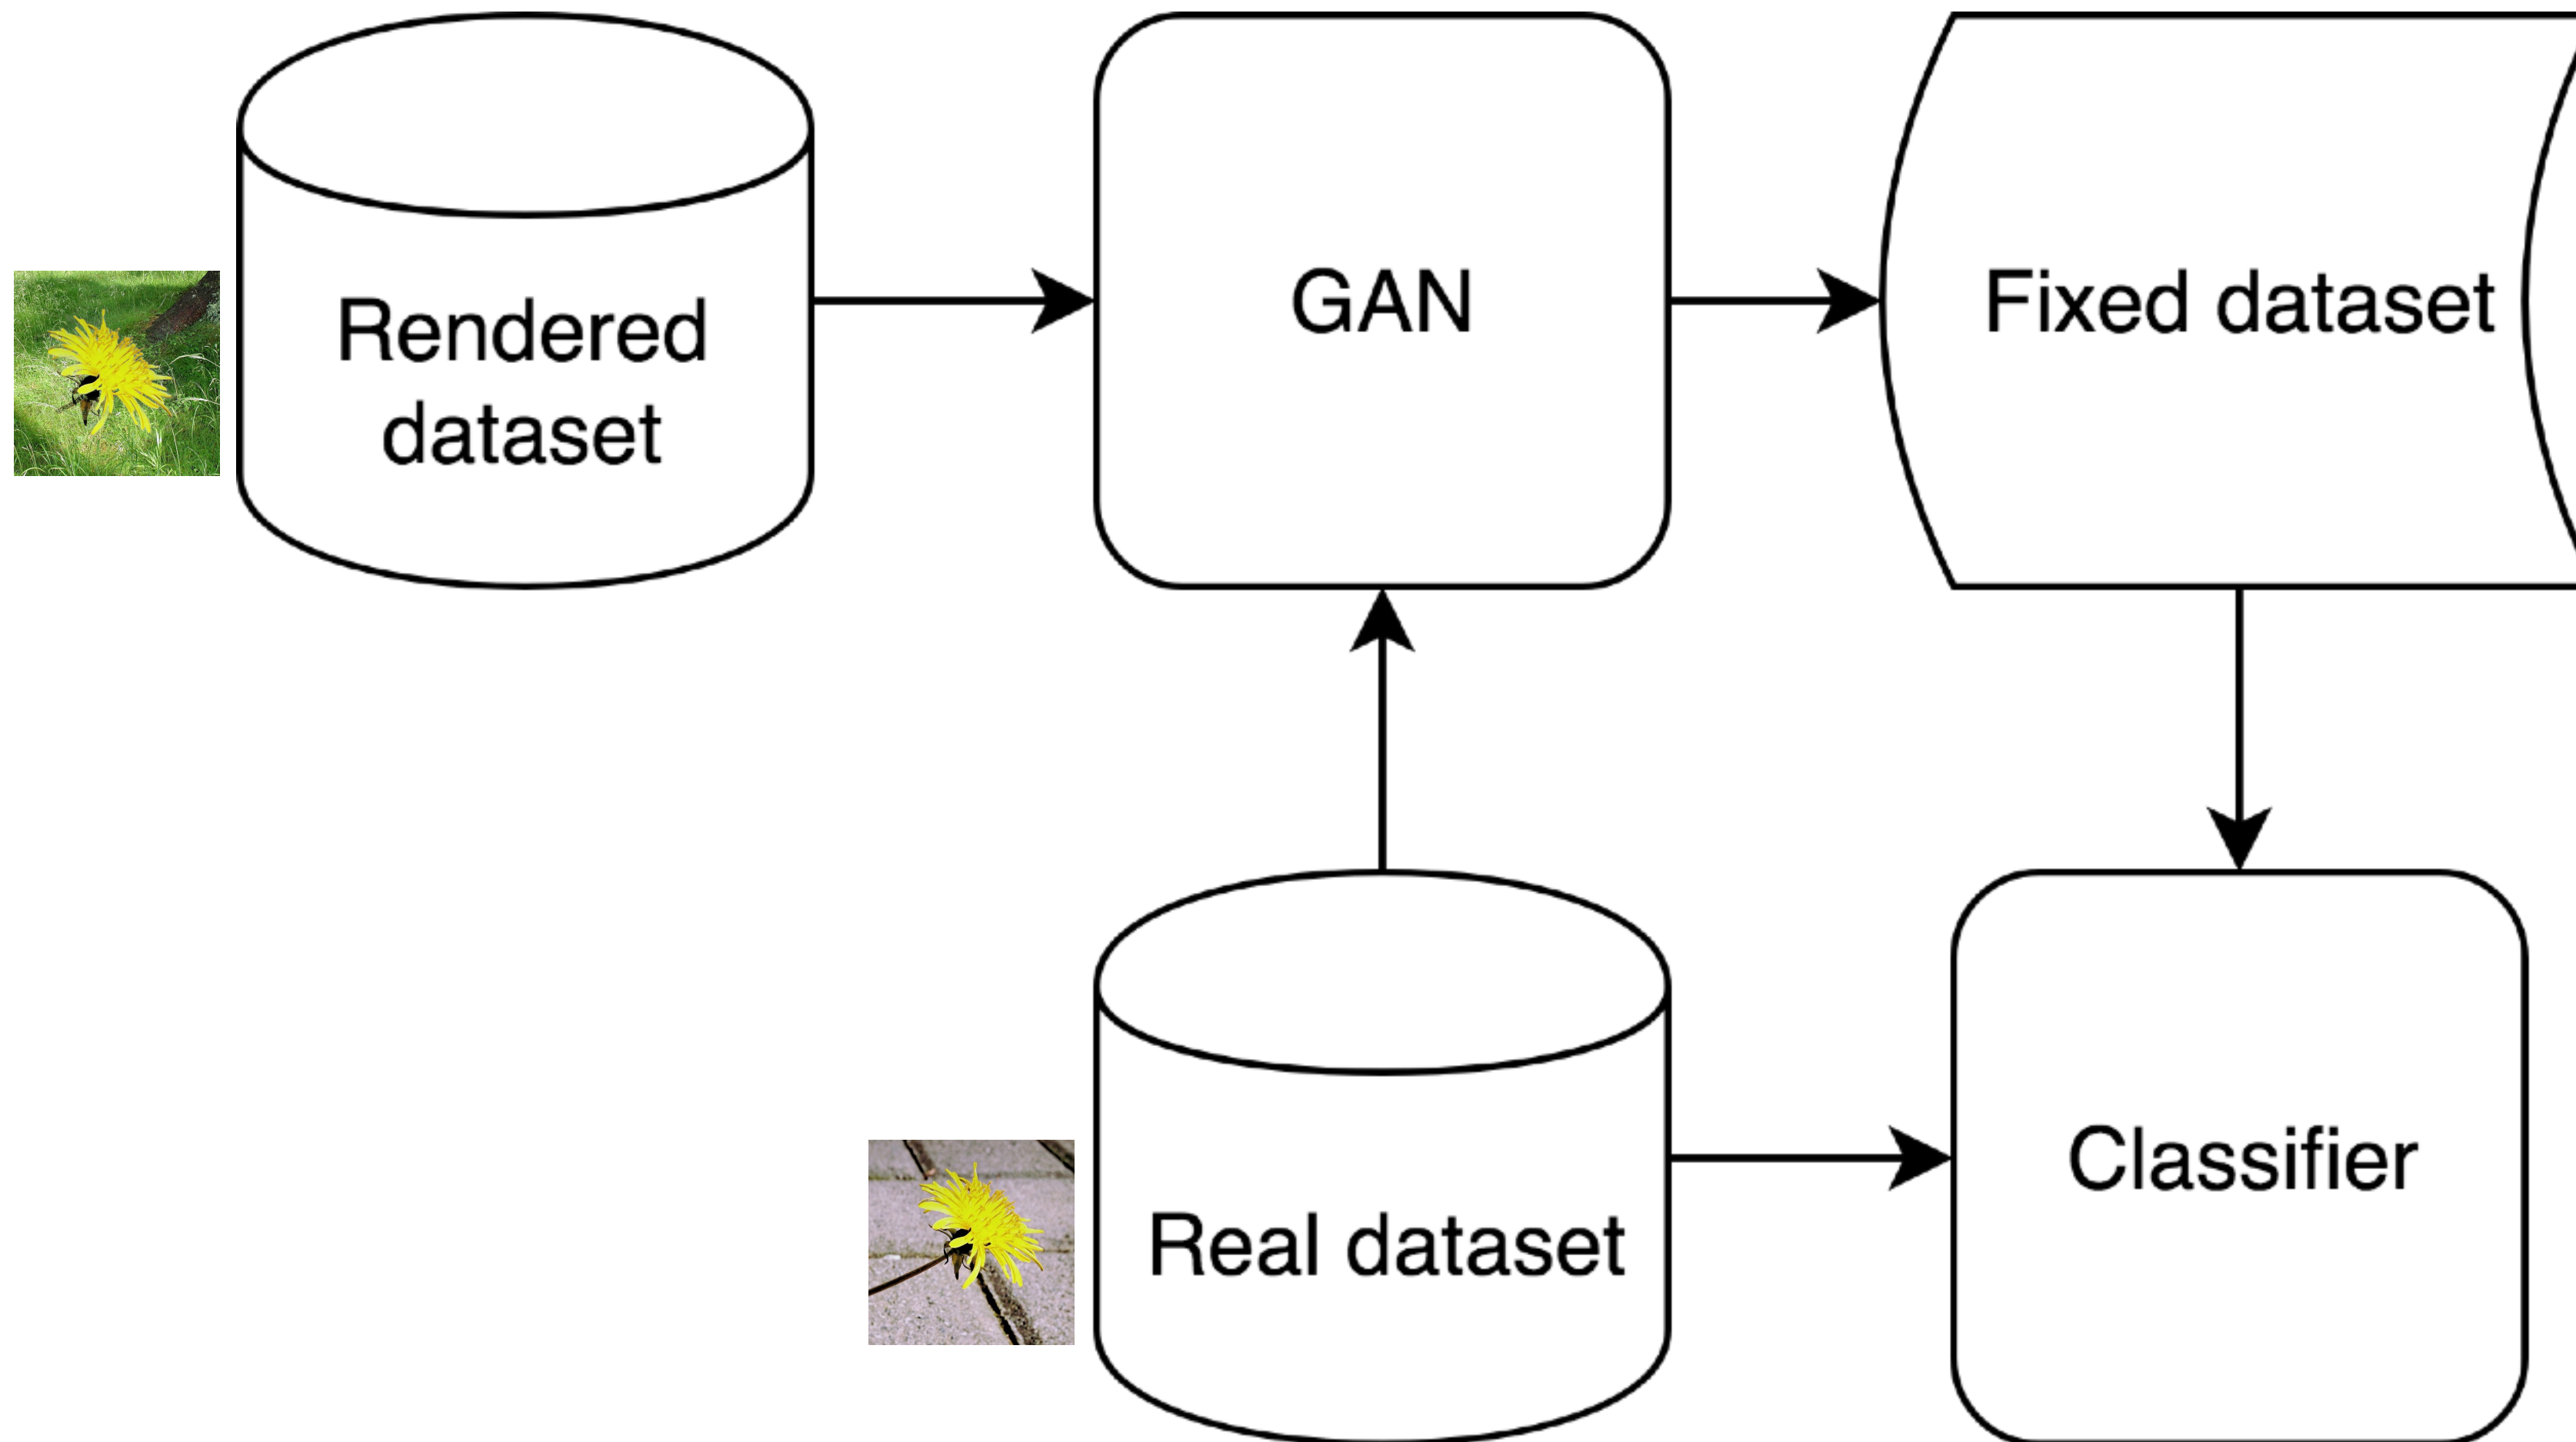 Rendered
dataset
GAN
Fixed dataset
Real dataset
Classifier